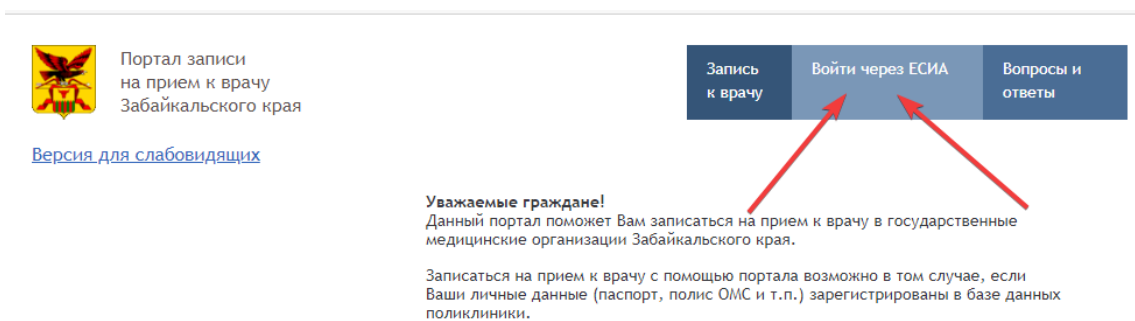 Портал записи
на прием к врачу
Забайкальского края
Запись
к врачу
Войти через ЕСИА
Вопросы и
ответы
Версия для слабовидящих
Уважаемые граждане!
Данный портал поможет Вам записаться на прием к врачу в государственные
медицинские организации Забайкальского края.
Записаться на прием к врачу с помощью портала возможно в том случае, если
Ваши личные данные (паспорт, полис ОМС и т.п.) зарегистрированы в базе данных
поликлиники.